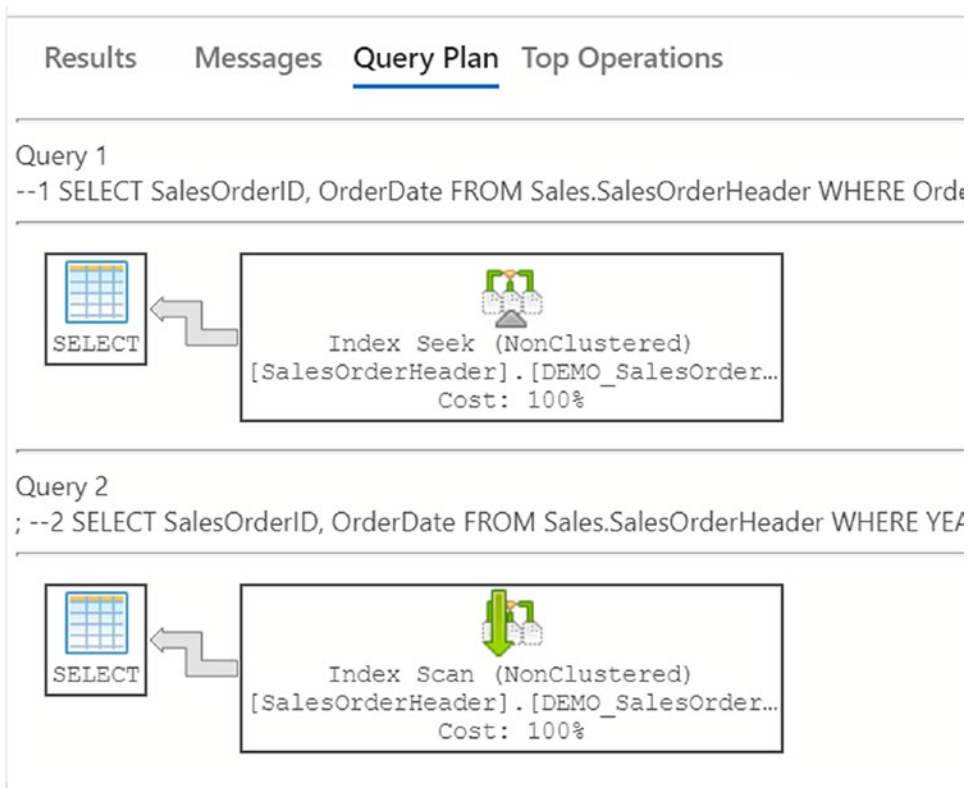 Results Messages Query Plan Top Operations
Query 1
--1 SELECT SalesOrderID, OrderDate FROM Sales.SalesOrderHeader WHERE Orde
SELECT
Index Seek (NonClustered)
[SalesOrderHeader].[DEMO_SalesOrder…
Cost: 100%
Query 2
; --2 SELECT SalesOrderID, OrderDate FROM Sales.SalesOrderHeader WHERE YEA
SELECT
Index Scan (NonClustered)
[SalesOrderHeader].[DEMO_SalesOrder…
Cost: 100%